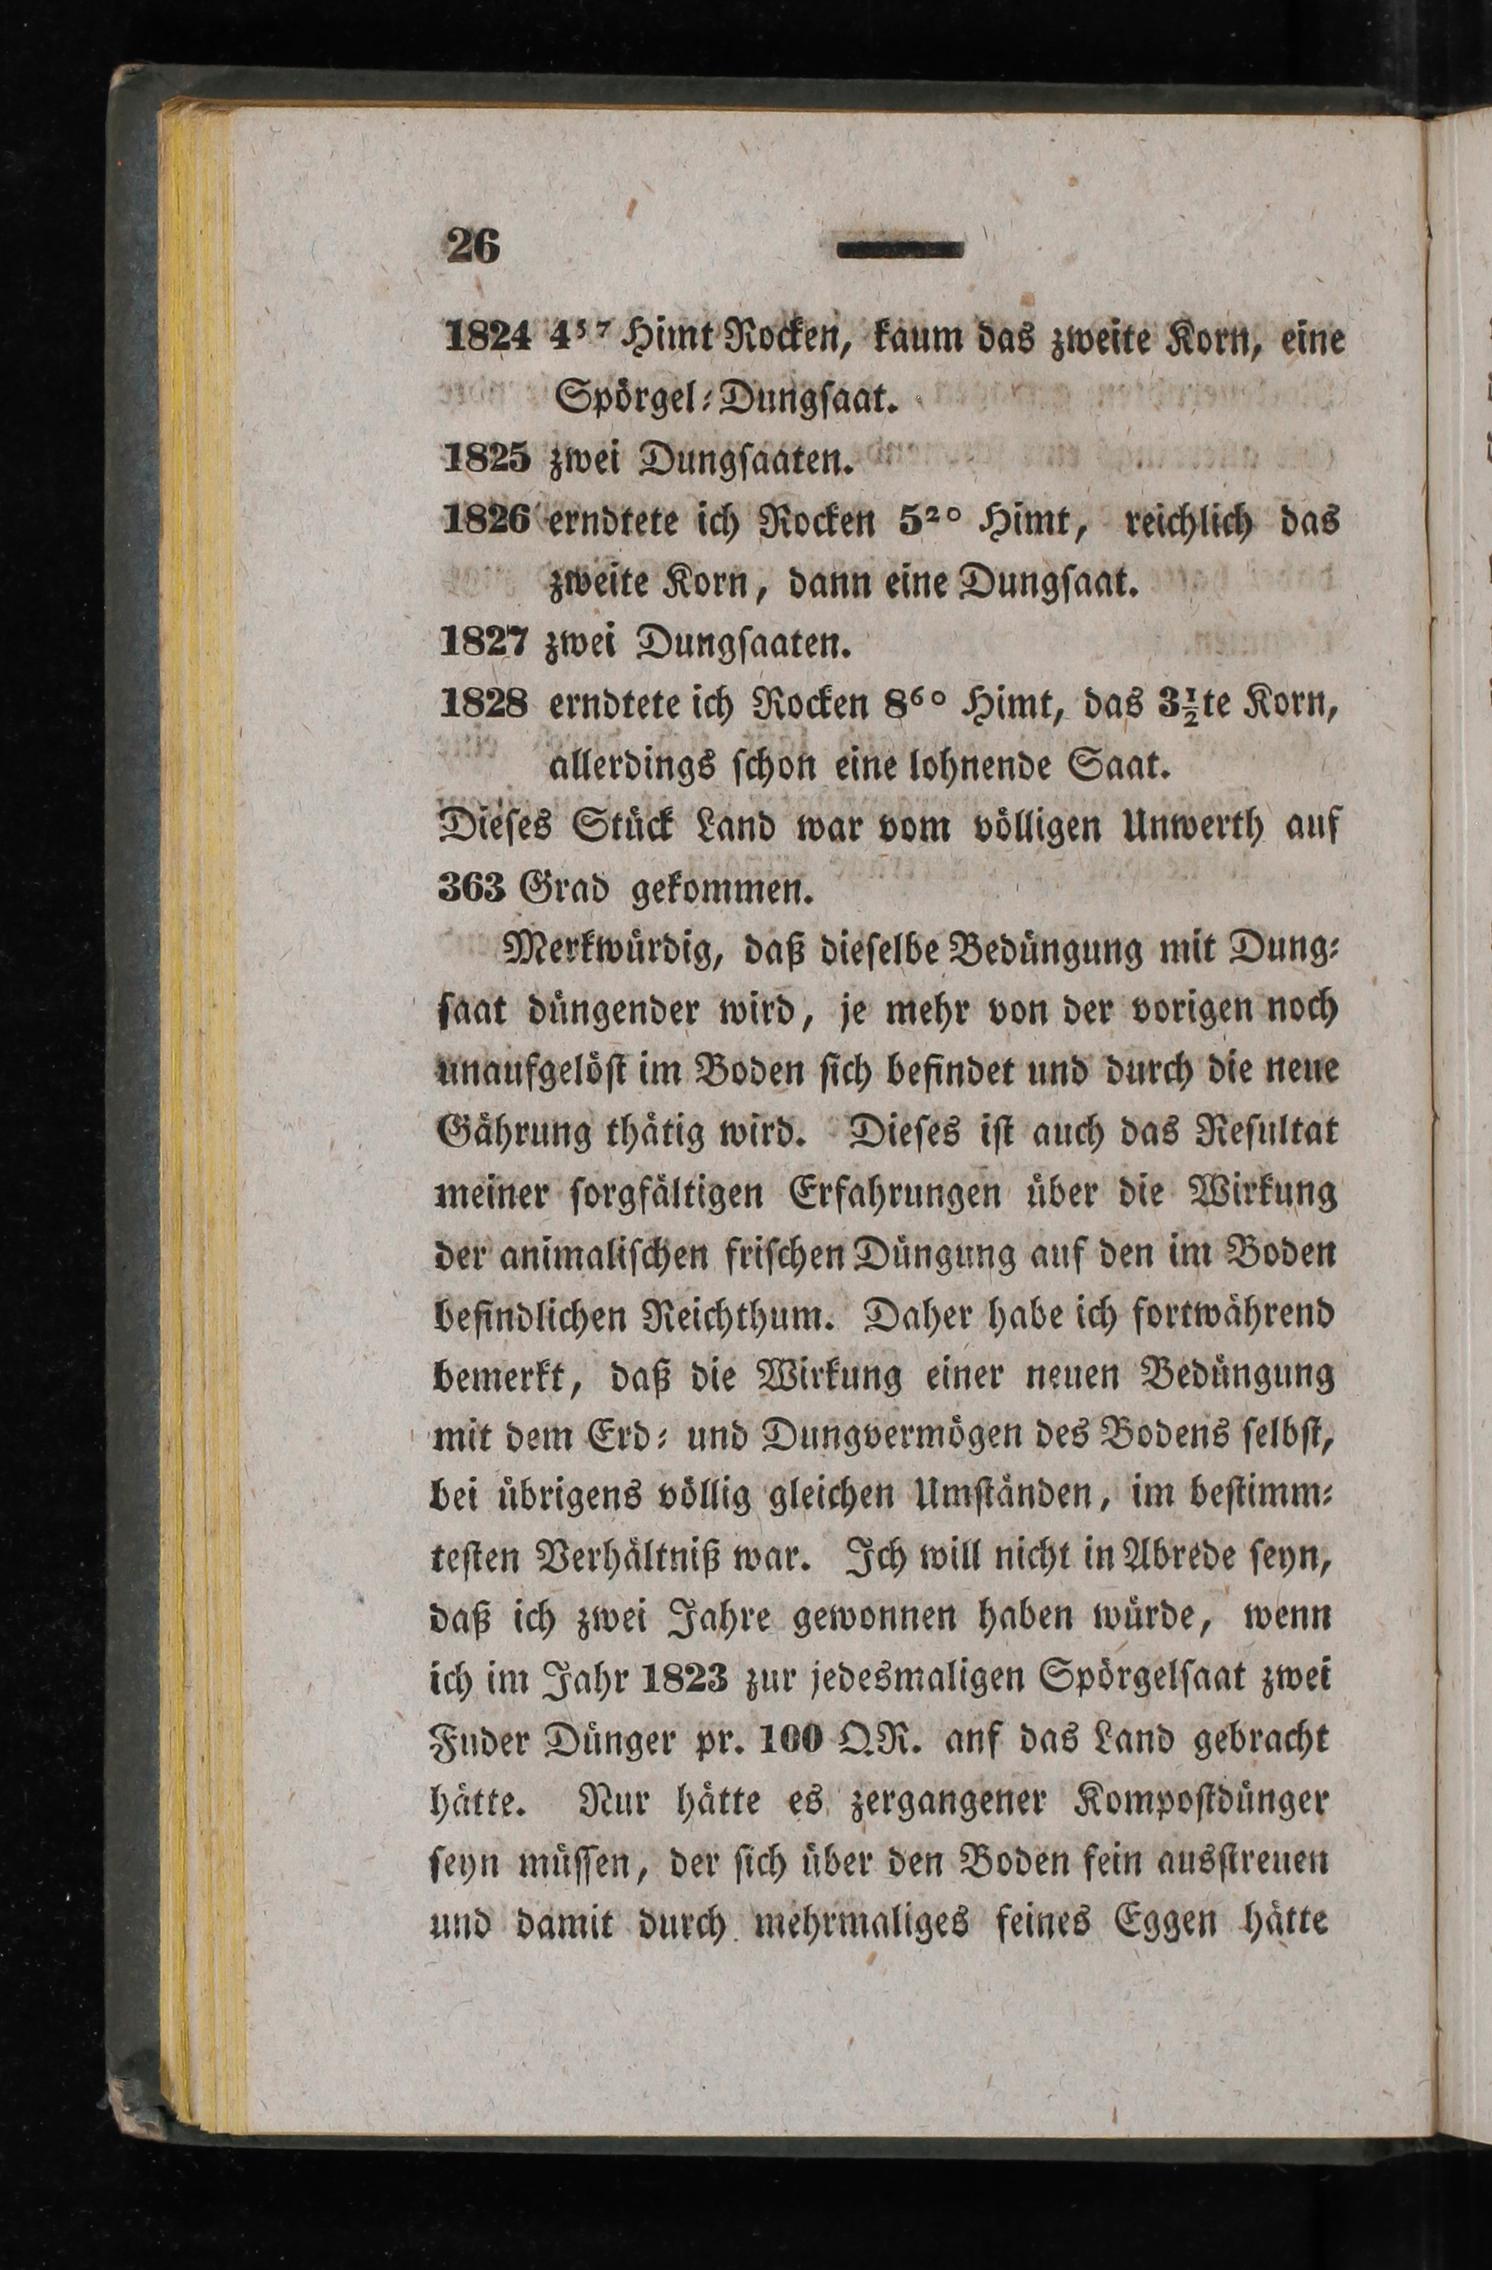 26
1824 4⁵⁷ Himt Rocken, kaum das zweite Korn, eine
Spörgel-Dungsaat.
1825 zwei Dungsaaten.
1826 erndtete ich Rocken 5²⁰ Himt, reichlich das
zweite Korn, dann eine Dungsaat.
1827 zwei Dungsaaten.
1828 erndtete ich Rocken 8⁶⁰ Himt, das 3½te Korn,
allerdings schon eine lohnende Saat.
Dieses Stück Land war vom völligen Unwerth auf
363 Grad gekommen.
Merkwürdig, daß dieselbe Bedüngung mit Dung-
saat düngender wird, je mehr von der vorigen noch
unaufgelöst im Boden sich befindet und durch die neue
Gährung thätig wird. Dieses ist auch das Resultat
meiner sorgfältigen Erfahrungen über die Wirkung
der animalischen frischen Düngung auf den im Boden
befindlichen Reichthum. Daher habe ich fortwährend
bemerkt, daß die Wirkung einer neuen Bedüngung
mit dem Erd- und Dungvermögen des Bodens selbst,
bei übrigens völlig gleichen Umständen, im bestimm-
testen Verhältniß war. Ich will nicht in Abrede seyn,
daß ich zwei Jahre gewonnen haben würde, wenn
ich im Jahr 1823 zur jedesmaligen Spörgelsaat zwei
Fuder Dünger pr. 100 Q.R. anf das Land gebracht
hätte. Nur hätte es zergangener Kompostdünger
seyn müssen, der sich über den Boden fein ausstreuen
und damit durch mehrmaliges feines Eggen hätte